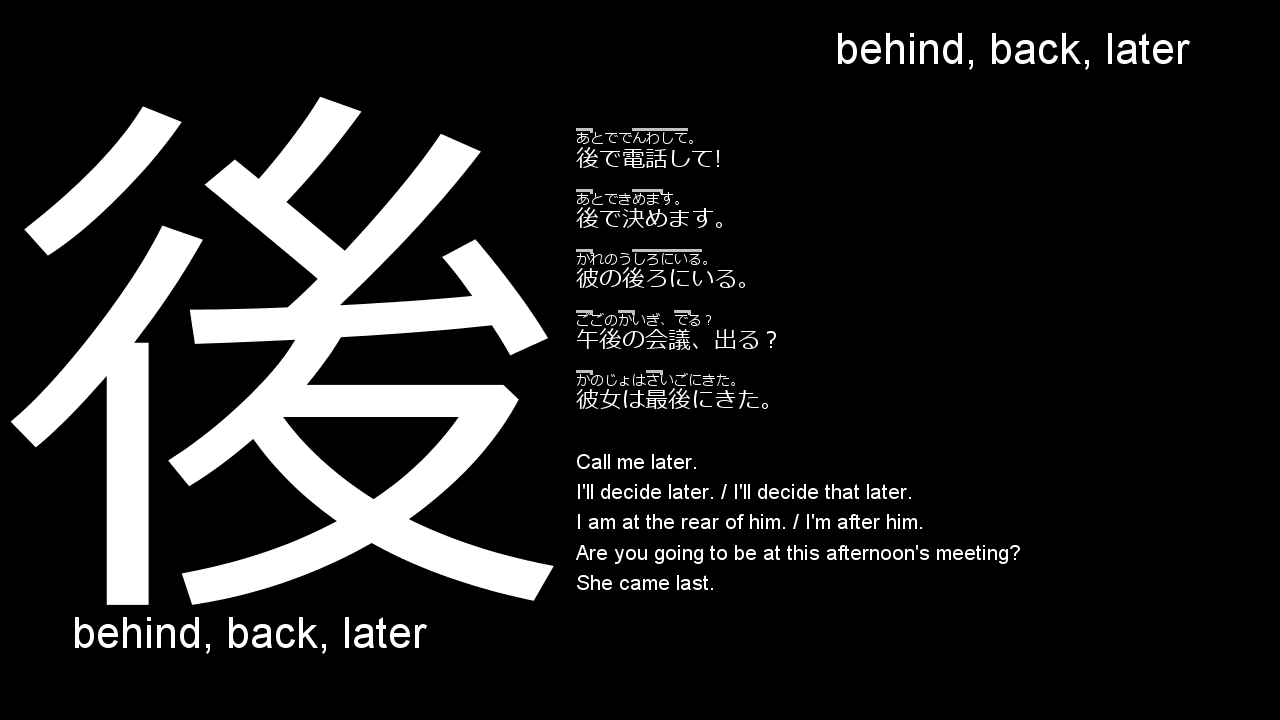 behind, back, later
後
あとででんわして。
後で電話して!
あとできめます。
後で決めます。
かれのうしろにいる。
彼の後ろにいる。
ごごのかいぎ、でる？
午後の会議、出る？
かのじょはさいごにきた。
彼女は最後にきた。
Call me later.
I'll decide later. / I'll decide that later.
I am at the rear of him. / I'm after him.
Are you going to be at this afternoon's meeting?
She came last.
behind, back, later